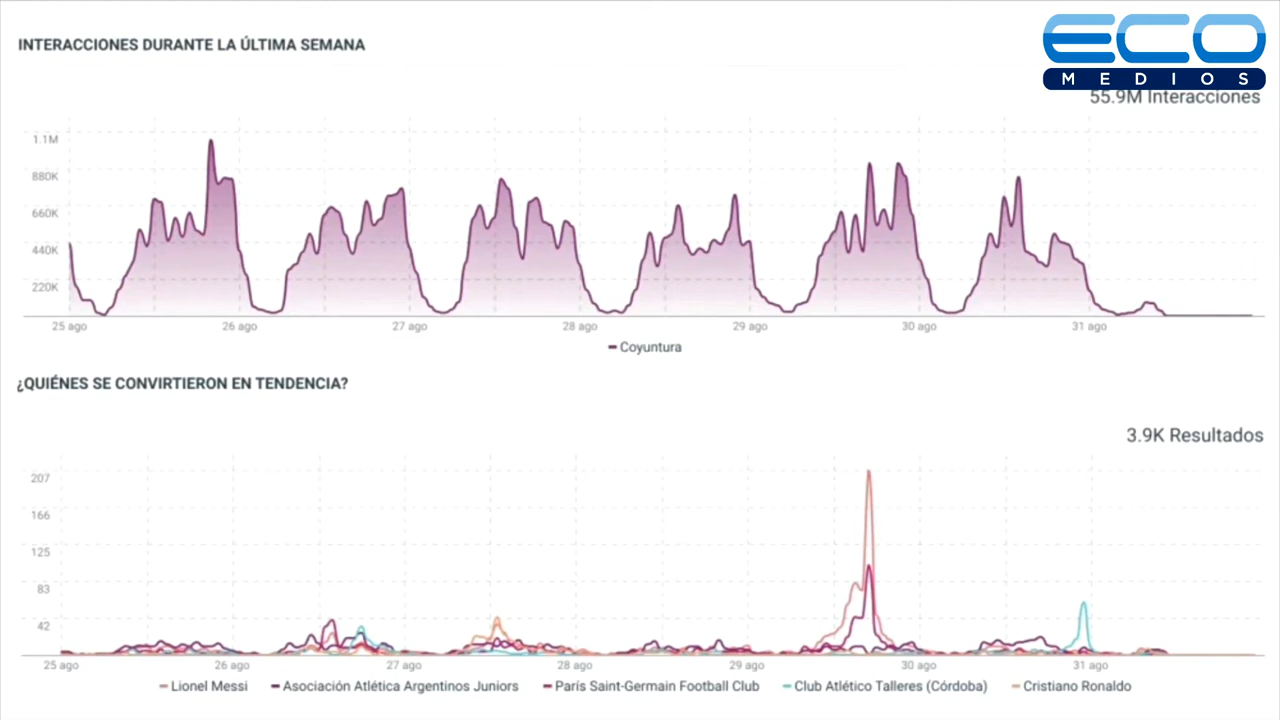 INTERACCIONES DURANTE LA ÚLTIMA SEMANA
ECO
MEDIOS
55.9M Interacciones
1.1M
880K
660K
440K
220K
25 ago 26 ago 27 ago 28 ago 29 ago 30 ago 31 ago
Coyuntura
¿QUIÉNES SE CONVIRTIERON EN TENDENCIA?
3.9K Resultados
207
166
125
83
42
25 ago 26 ago 27 ago 28 ago 29 ago 30 ago 31 ago
Lionel Messi Asociación Atlética Argentinos Juniors París Saint-Germain Football Club Club Atlético Talleres (Córdoba) Cristiano Ronaldo